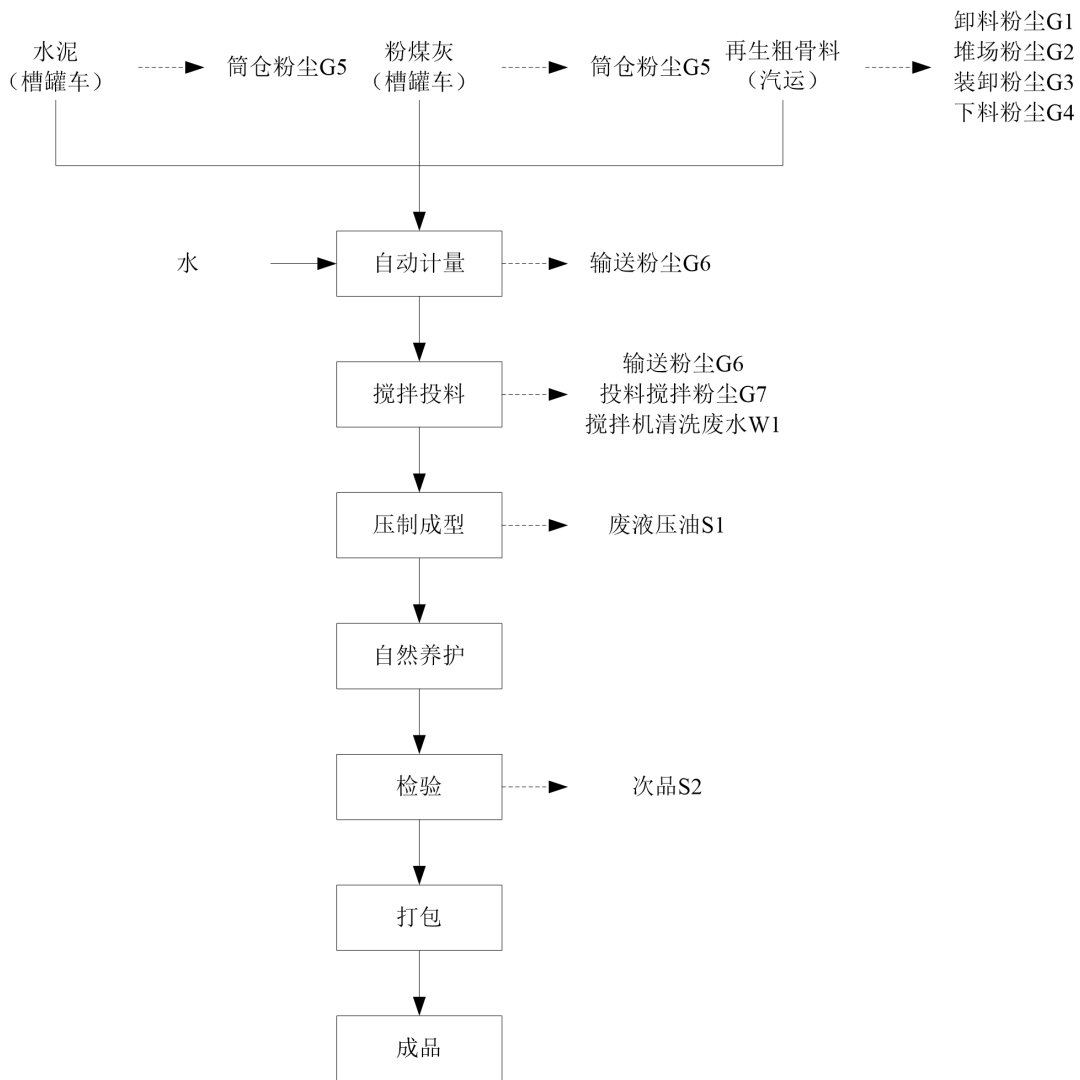 水泥
（槽罐车）
筒仓粉尘G5
粉煤灰
（槽罐车）
筒仓粉尘G5
再生粗骨料
（汽运）
卸料粉尘G1
堆场粉尘G2
装卸粉尘G3
下料粉尘G4
水
自动计量
输送粉尘G6
搅拌投料
输送粉尘G6
投料搅拌粉尘G7
搅拌机清洗废水W1
压制成型
废液压油S1
自然养护
检验
次品S2
打包
成品